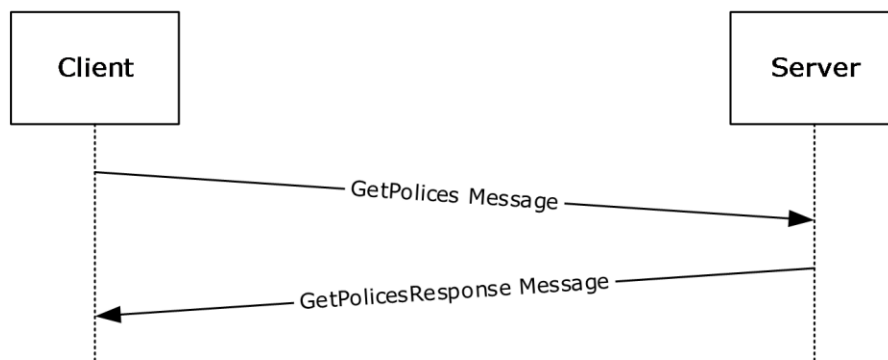 Client
Server
GetPolices Message
GetPolicesResponse Message